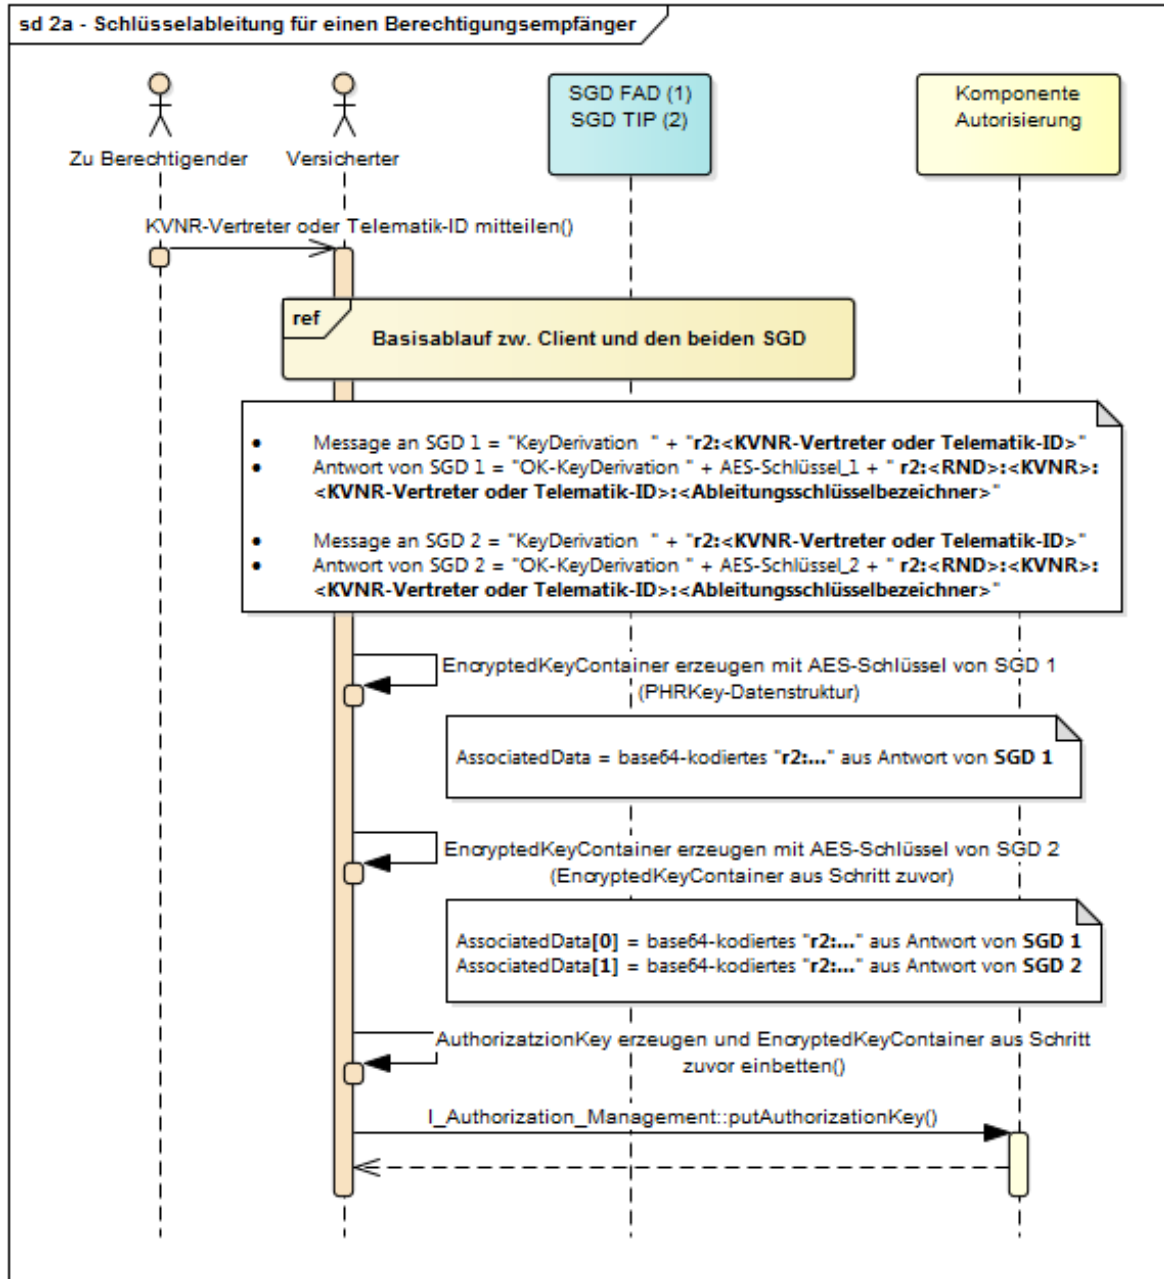 sd 2a - Schlüsselableitung für einen Berechtigungsempfänger
SGD FAD (1)
SGD TIP (2)
Komponente
Autorisierung
Zu Berechtigender
Versicherter
KVNR-Vertreter oder Telematik-ID mitteilen()
ref
Basisablauf zw. Client und den beiden SGD
• Message an SGD 1 = "KeyDerivation " + "r2:<KVNR-Vertreter oder Telematik-ID>"
• Antwort von SGD 1 = "OK-KeyDerivation " + AES-Schlüssel_1 + " r2:<RND>:<KVNR>:
<KVNR-Vertreter oder Telematik-ID>:<Ableitungsschlüsselbezeichner>"
• Message an SGD 2 = "KeyDerivation " + "r2:<KVNR-Vertreter oder Telematik-ID>"
• Antwort von SGD 2 = "OK-KeyDerivation " + AES-Schlüssel_2 + " r2:<RND>:<KVNR>:
<KVNR-Vertreter oder Telematik-ID>:<Ableitungsschlüsselbezeichner>"
EncryptedKeyContainer erzeugen mit AES-Schlüssel von SGD 1
(PHRKey-Datenstruktur)
AssociatedData = base64-kodiertes "r2:..." aus Antwort von SGD 1
EncryptedKeyContainer erzeugen mit AES-Schlüssel von SGD 2
(EncryptedKeyContainer aus Schritt zuvor)
AssociatedData[0] = base64-kodiertes "r2:..." aus Antwort von SGD 1
AssociatedData[1] = base64-kodiertes "r2:..." aus Antwort von SGD 2
AuthorizatzionKey erzeugen und EncryptedKeyContainer aus Schritt
zuvor einbetten()
I_Authorization_Management::putAuthorizationKey()